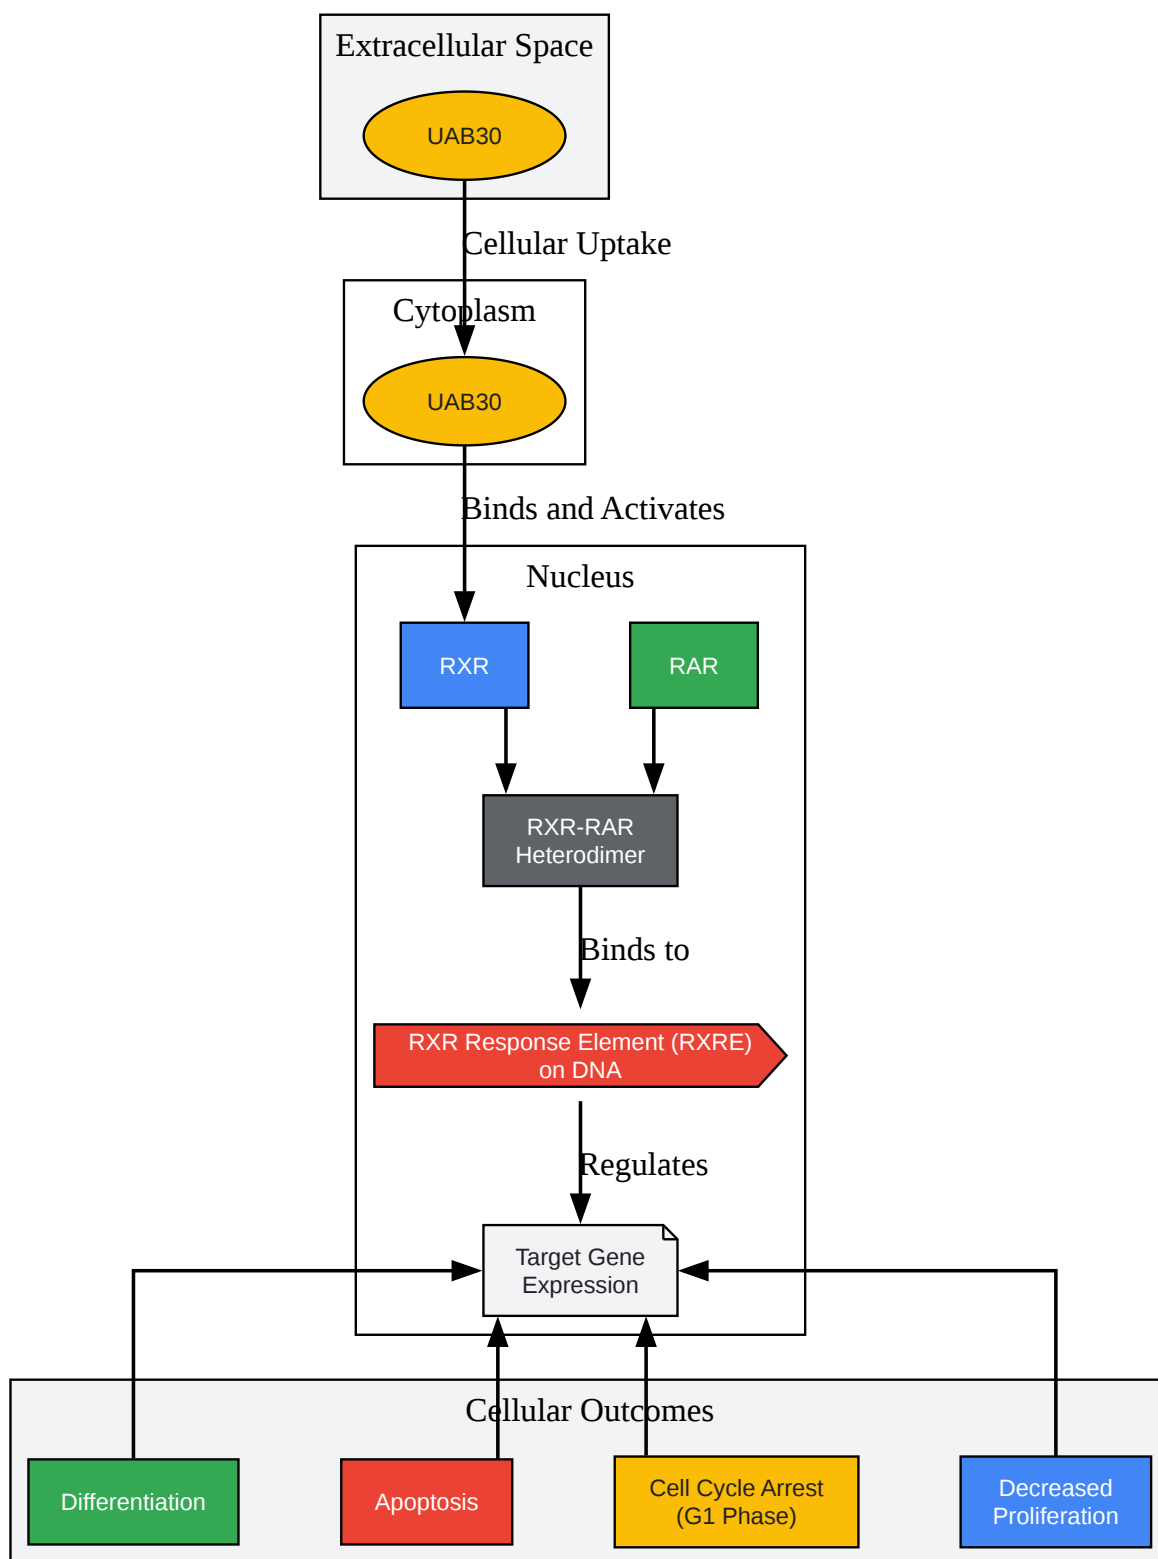 Extracellular Space
UAB30
Cellular Uptake
Cytoplasm
UAB30
Binds and Activates
Nucleus
RXR
RAR
RXR-RAR
Heterodimer
Binds to
RXR Response Element (RXRE)
on DNA
Regulates
Target Gene
Expression
Cellular Outcomes
Differentiation
Apoptosis
Cell Cycle Arrest
(G1 Phase)
Decreased
Proliferation